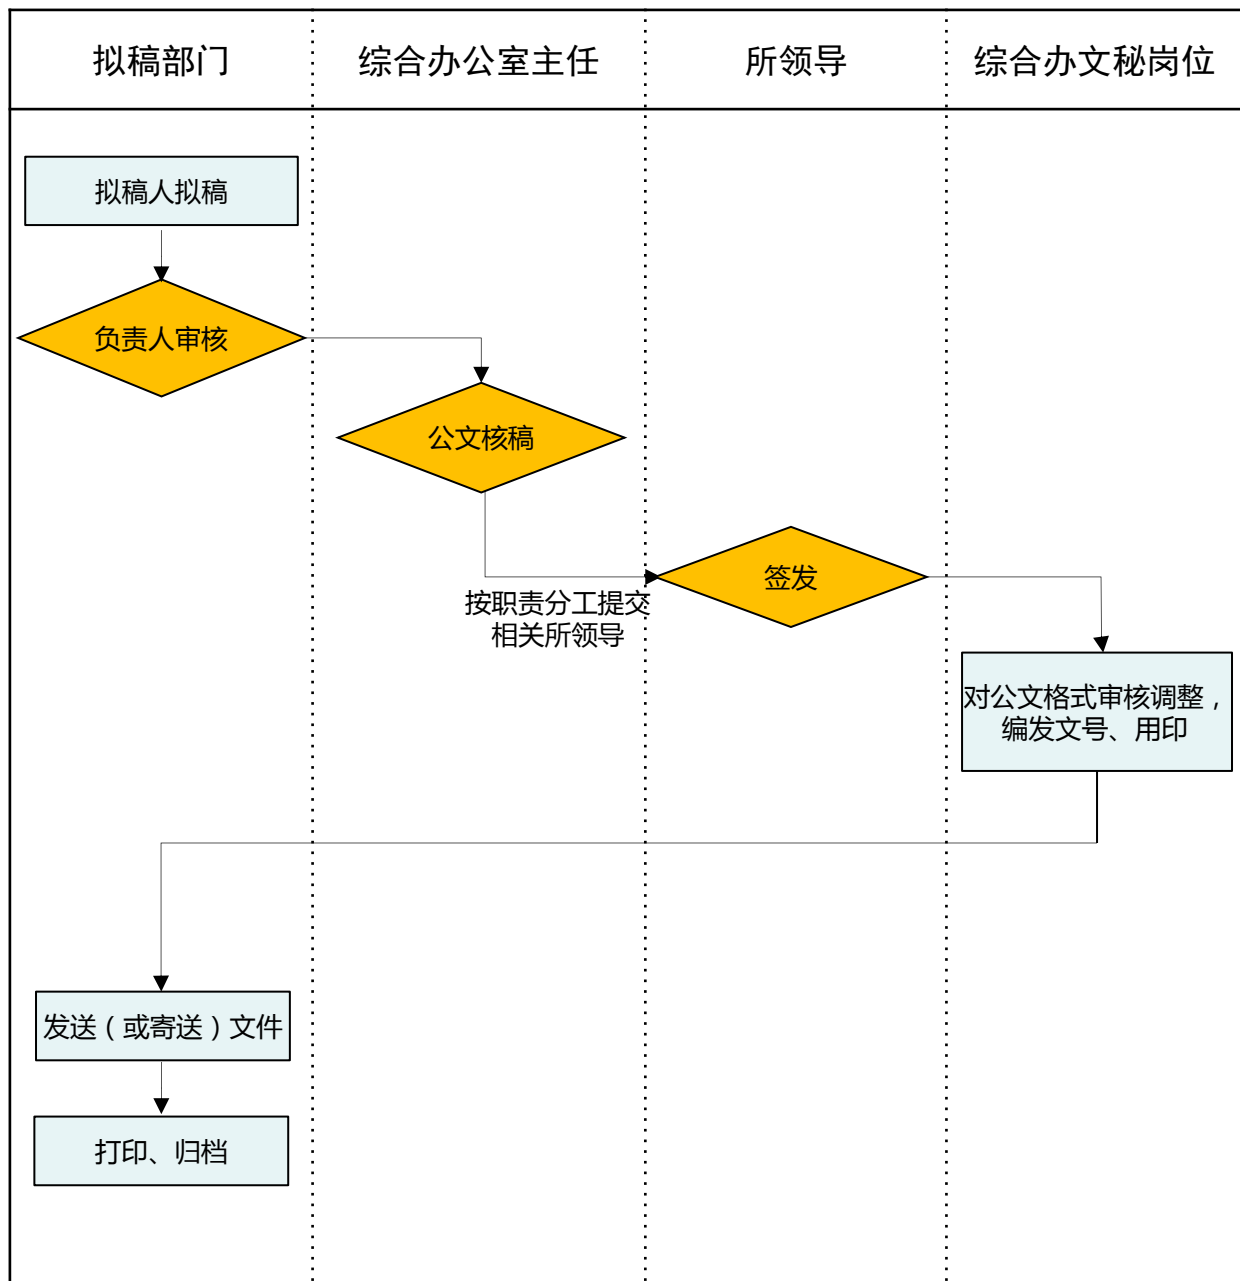 拟稿部门
综合办公室主任
所领导
综合办文秘岗位
拟稿人拟稿
负责人审核
公文核稿
签发
按职责分工提交
相关所领导
对公文格式审核调整，
编发文号、用印
发送（或寄送）文件
打印、归档